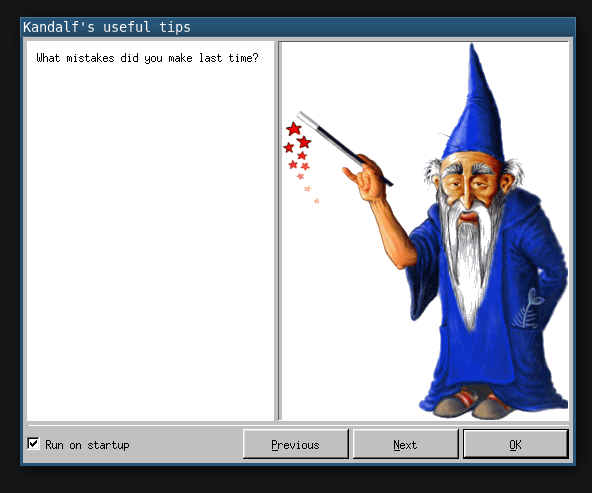 Kandalf's useful tips
What mistakes did you make last time?
Run on startup
Previous
Next
OK